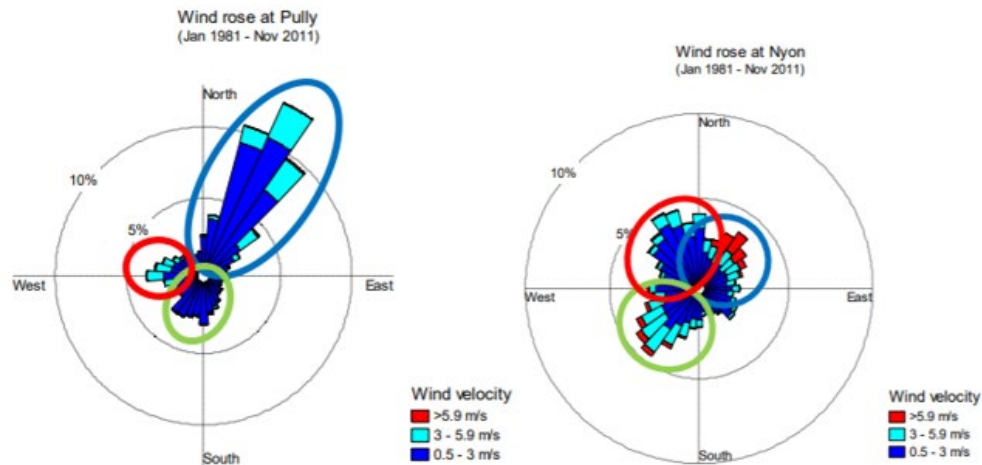 Wind rose at Pully
(Jan 1981 - Nov 2011)
North
10%
5%
West
East
South
Wind velocity
>5.9 m/s
3 - 5.9 m/s
0.5 - 3 m/s
Wind rose at Nyon
(Jan 1981 - Nov 2011)
North
10%
5%
West
East
South
Wind velocity
>5.9 m/s
3 - 5.9 m/s
0.5 - 3 m/s